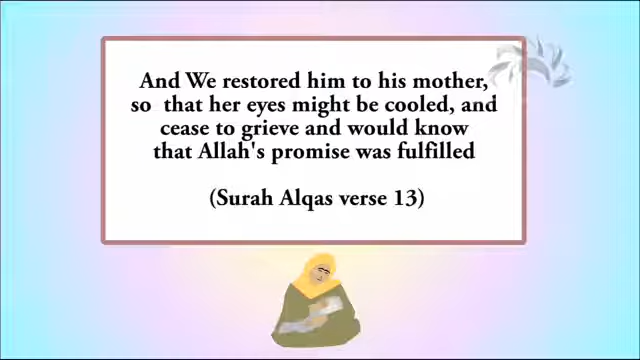 And We restored him to his mother,
so that her eyes might be cooled, and
cease to grieve and would know
that Allah's promise was fulfilled
(Surah Alqas verse 13)